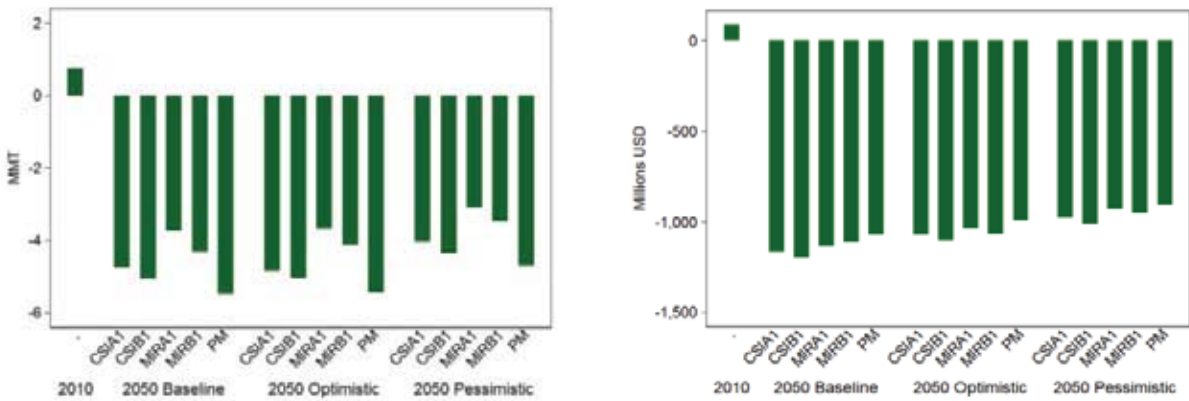 MMT
2
0
-2
-4
-6
- CSIA1 CSIB1 MIRA1 MIRB1 PM CSIA1 CSIB1 MIRA1 MIRB1 PM CSIA1 CSIB1 MIRA1 MIRB1 PM
2010 2050 Baseline 2050 Optimistic 2050 Pessimistic
Millions USD
0
-500
-1,000
-1,500
- CSIA1 CSIB1 MIRA1 MIRB1 PM CSIA1 CSIB1 MIRA1 MIRB1 PM CSIA1 CSIB1 MIRA1 MIRB1 PM
2010 2050 Baseline 2050 Optimistic 2050 Pessimistic